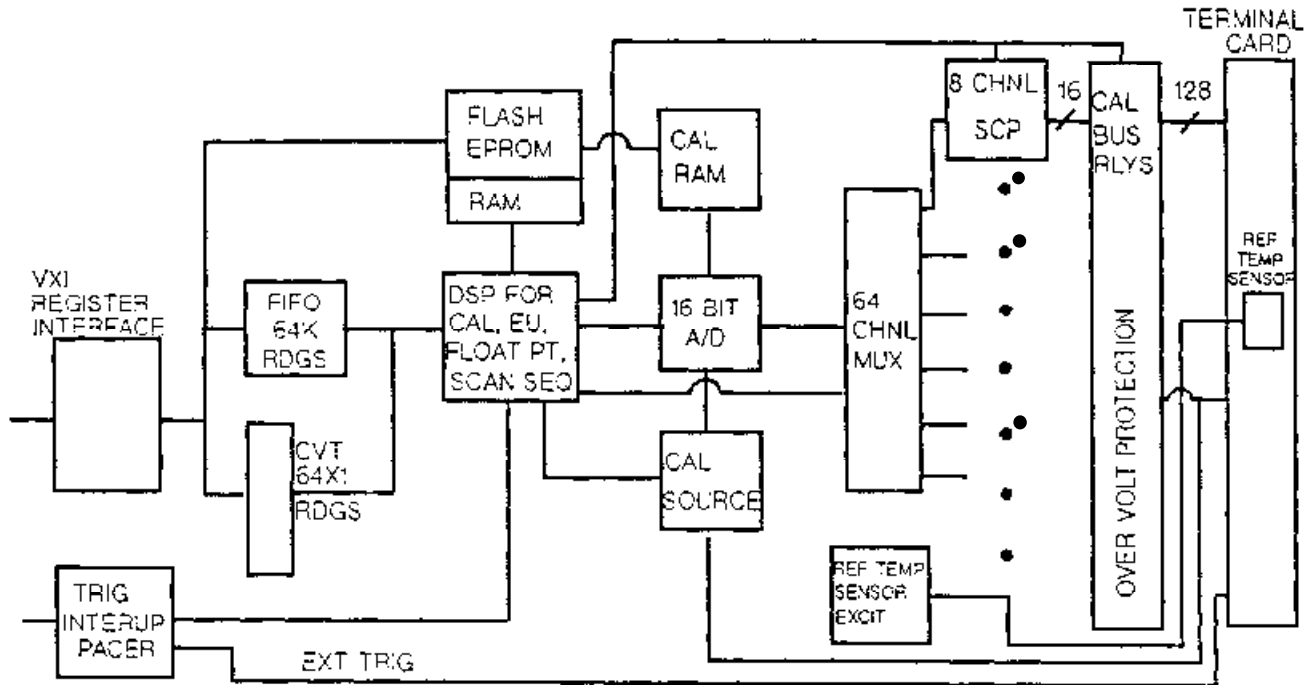 TERMINAL
CARD
8 CHNL
SCP
16
CAL
BUS
RLYS
128
FLASH
EPROM
RAM
CAL
RAM
REF
TEMP
SENSOR
VXI
REGISTER
INTERFACE
FIFO
64K
RDGS
DSP FOR
CAL, EU,
FLOAT PT,
SCAN SEQ
16 BIT
A/D
64
CHNL
MUX
OVER VOLT PROTECTION
CVT
64X1
RDGS
CAL
SOURCE
REF TEMP
SENSOR
EXCIT
TRIG
INTERUP
PACER
EXT TRIG